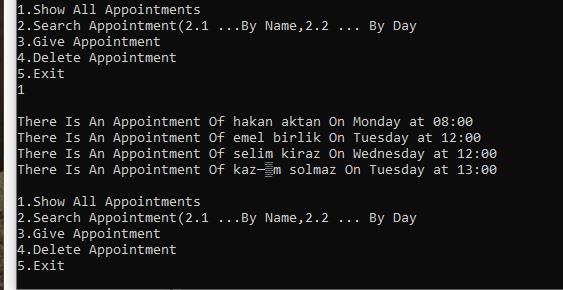 1.Show All Appointments
2.Search Appointment(2.1 ...By Name,2.2 ... By Day
3.Give Appointment
4.Delete Appointment
5.Exit
1
There Is An Appointment Of hakan aktan On Monday at 08:00
There Is An Appointment Of emel birlik On Tuesday at 12:00
There Is An Appointment Of selim kiraz On Wednesday at 12:00
There Is An Appointment Of kaz─▒m solmaz On Tuesday at 13:00
1.Show All Appointments
2.Search Appointment(2.1 ...By Name,2.2 ... By Day
3.Give Appointment
4.Delete Appointment
5.Exit